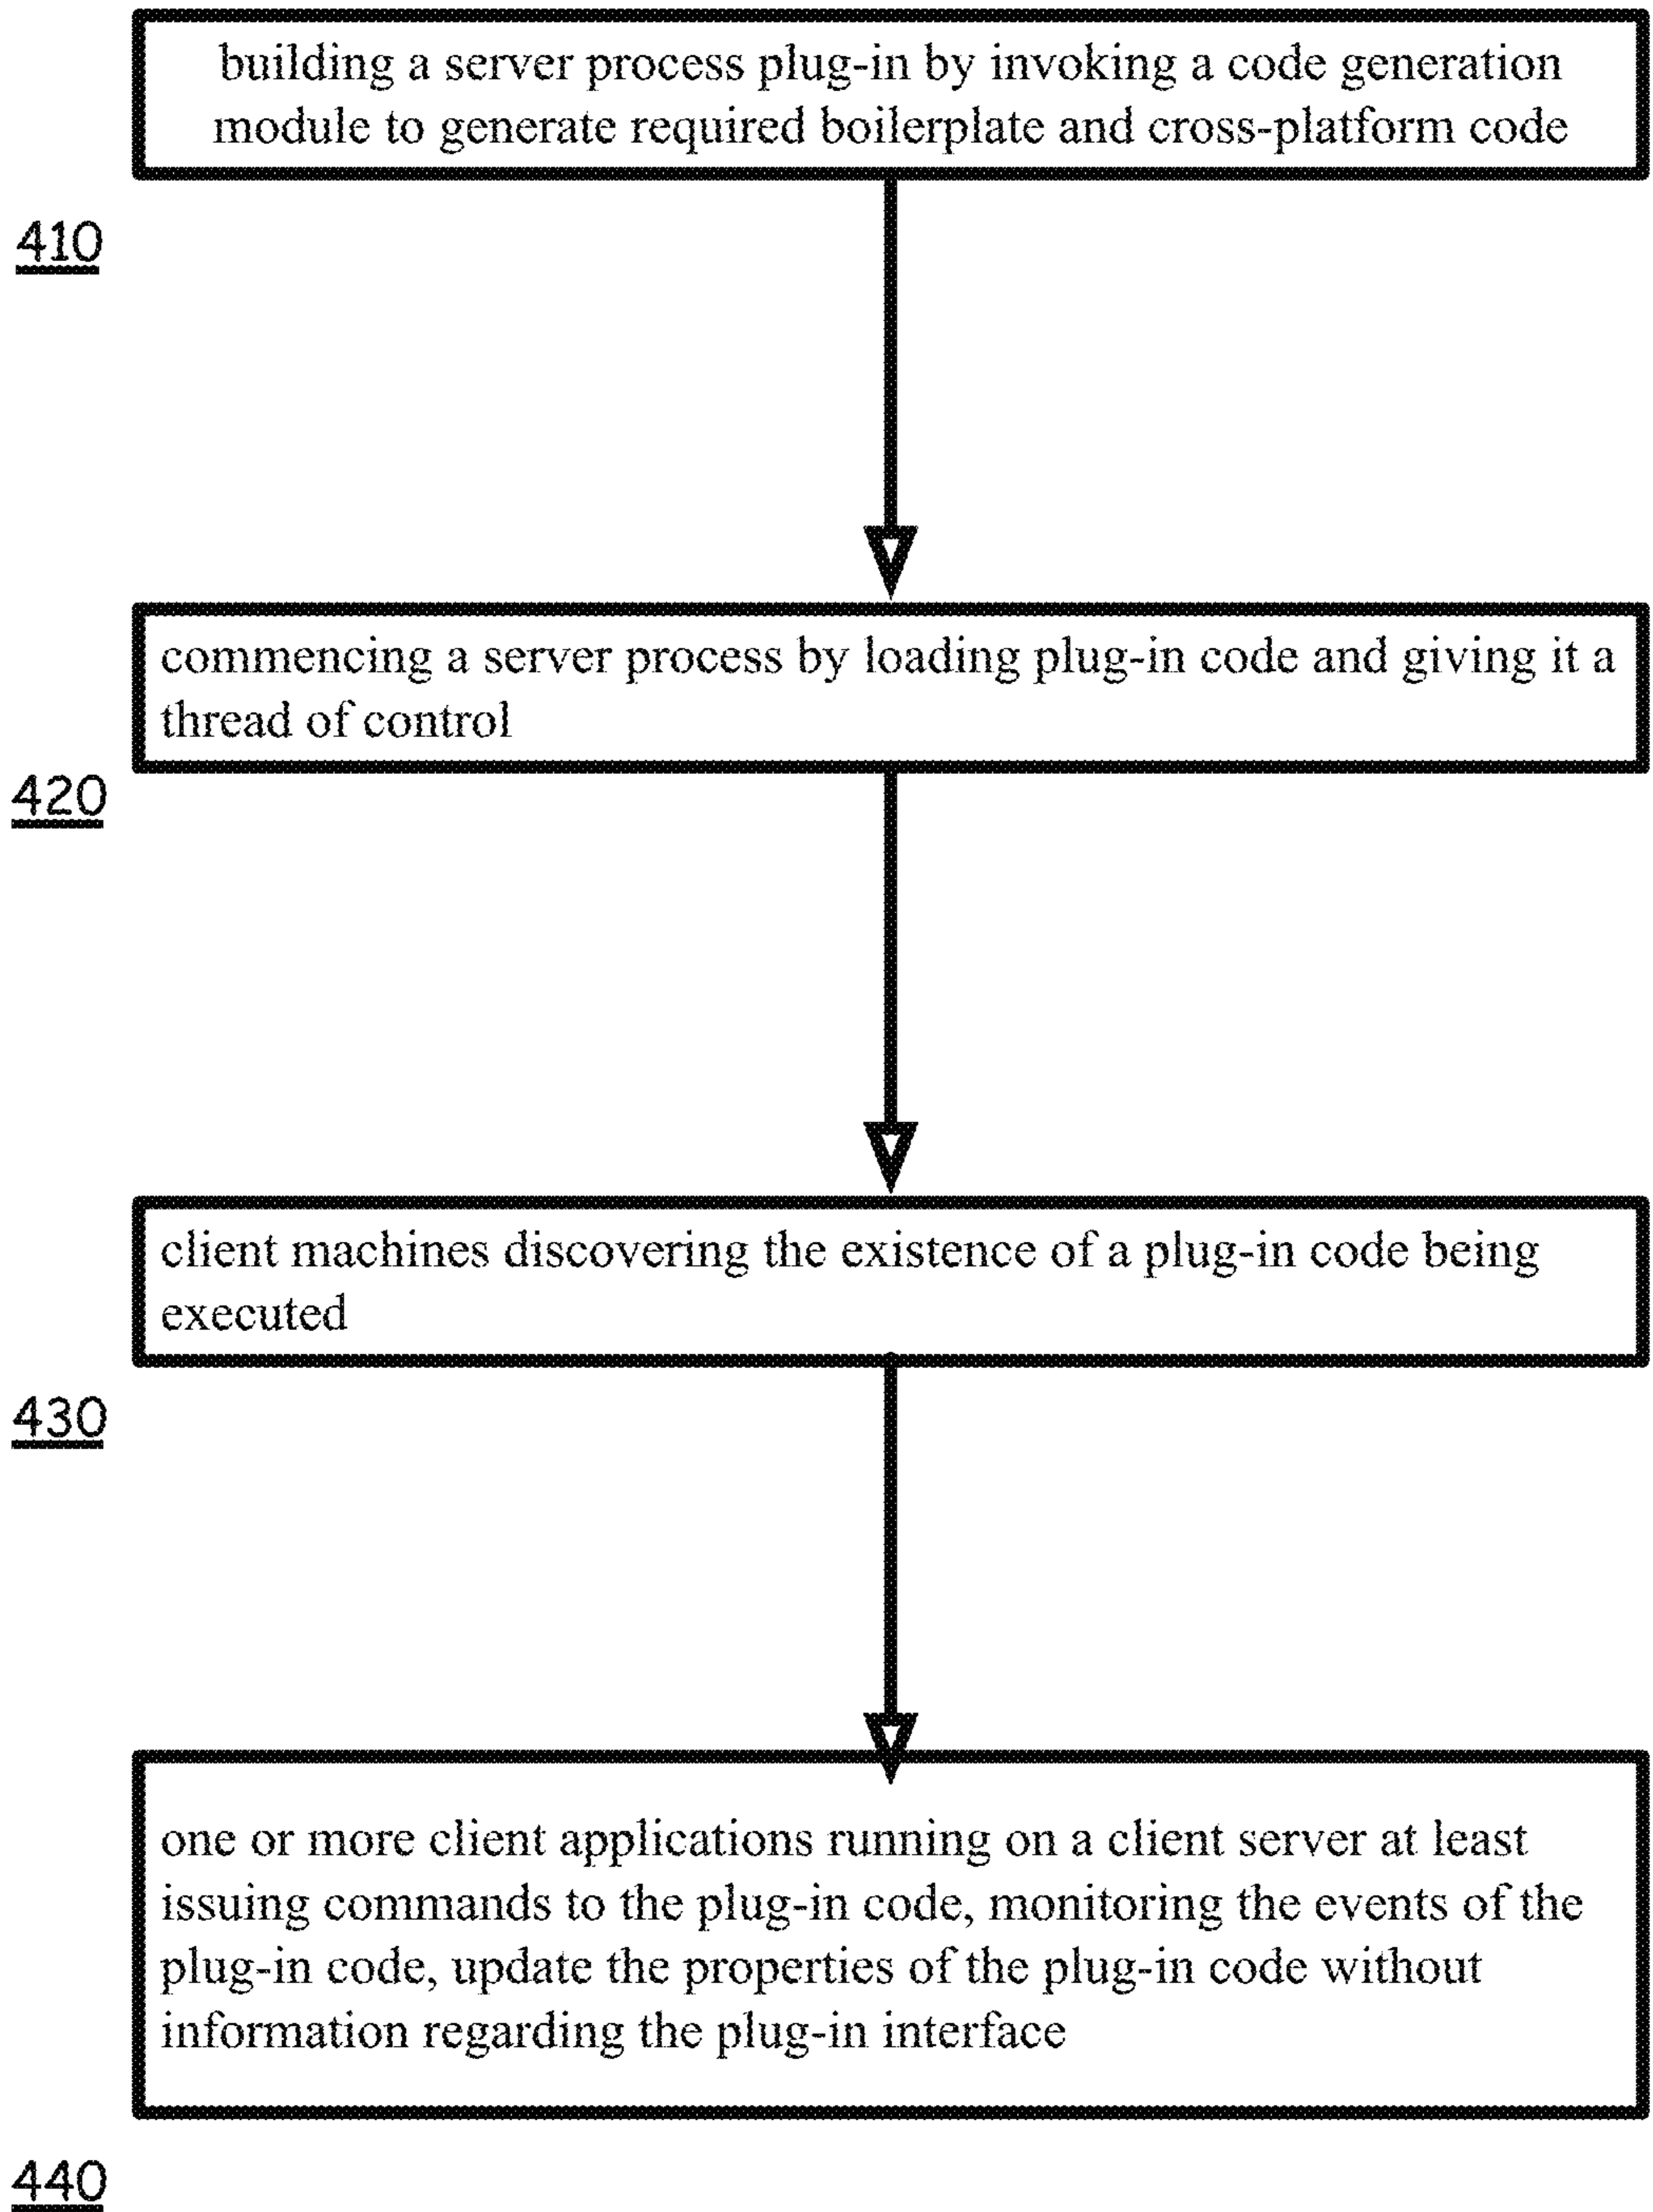 building a server process plug-in by invoking a code generation
module to generate required boilerplate and cross-platform code
410
commencing a server process by loading plug-in code and giving it a
thread of control
420
client machines discovering the existence of a plug-in code being
executed
430
one or more client applications running on a client server at least
issuing commands to the plug-in code, monitoring the events of the
plug-in code, update the properties of the plug-in code without
information regarding the plug-in interface
440